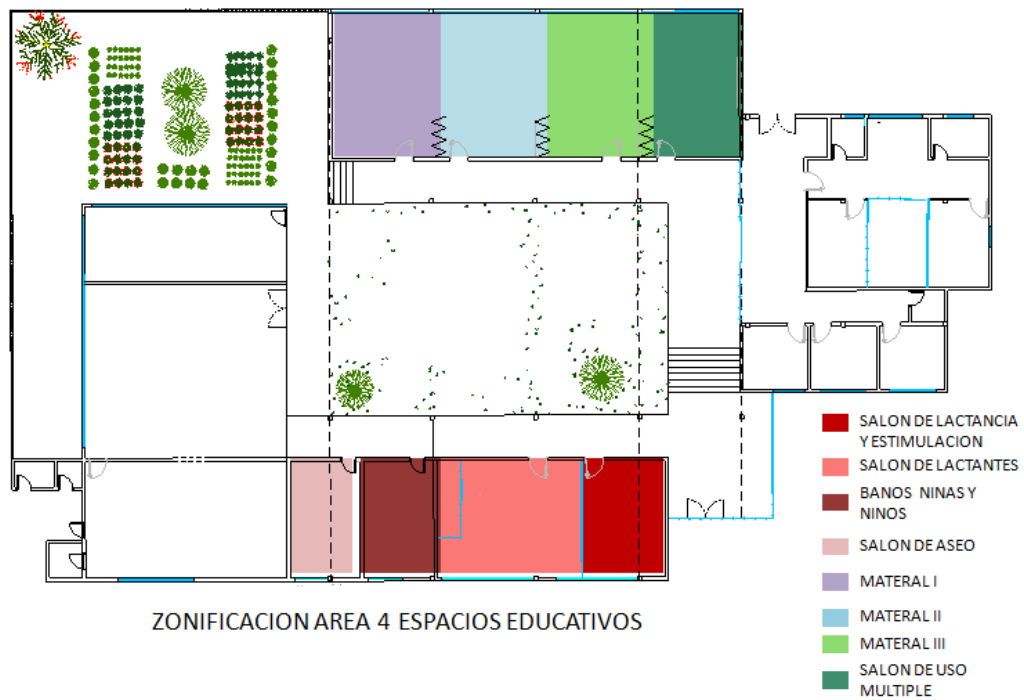 SALON DE LACTANCIA
Y ESTIMULACION
SALON DE LACTANTES
BANOS NINAS Y
NINOS
SALON DE ASEO
MATERAL I
MATERAL II
MATERAL III
SALON DE USO
MULTIPLE
ZONIFICACION AREA 4 ESPACIOS EDUCATIVOS